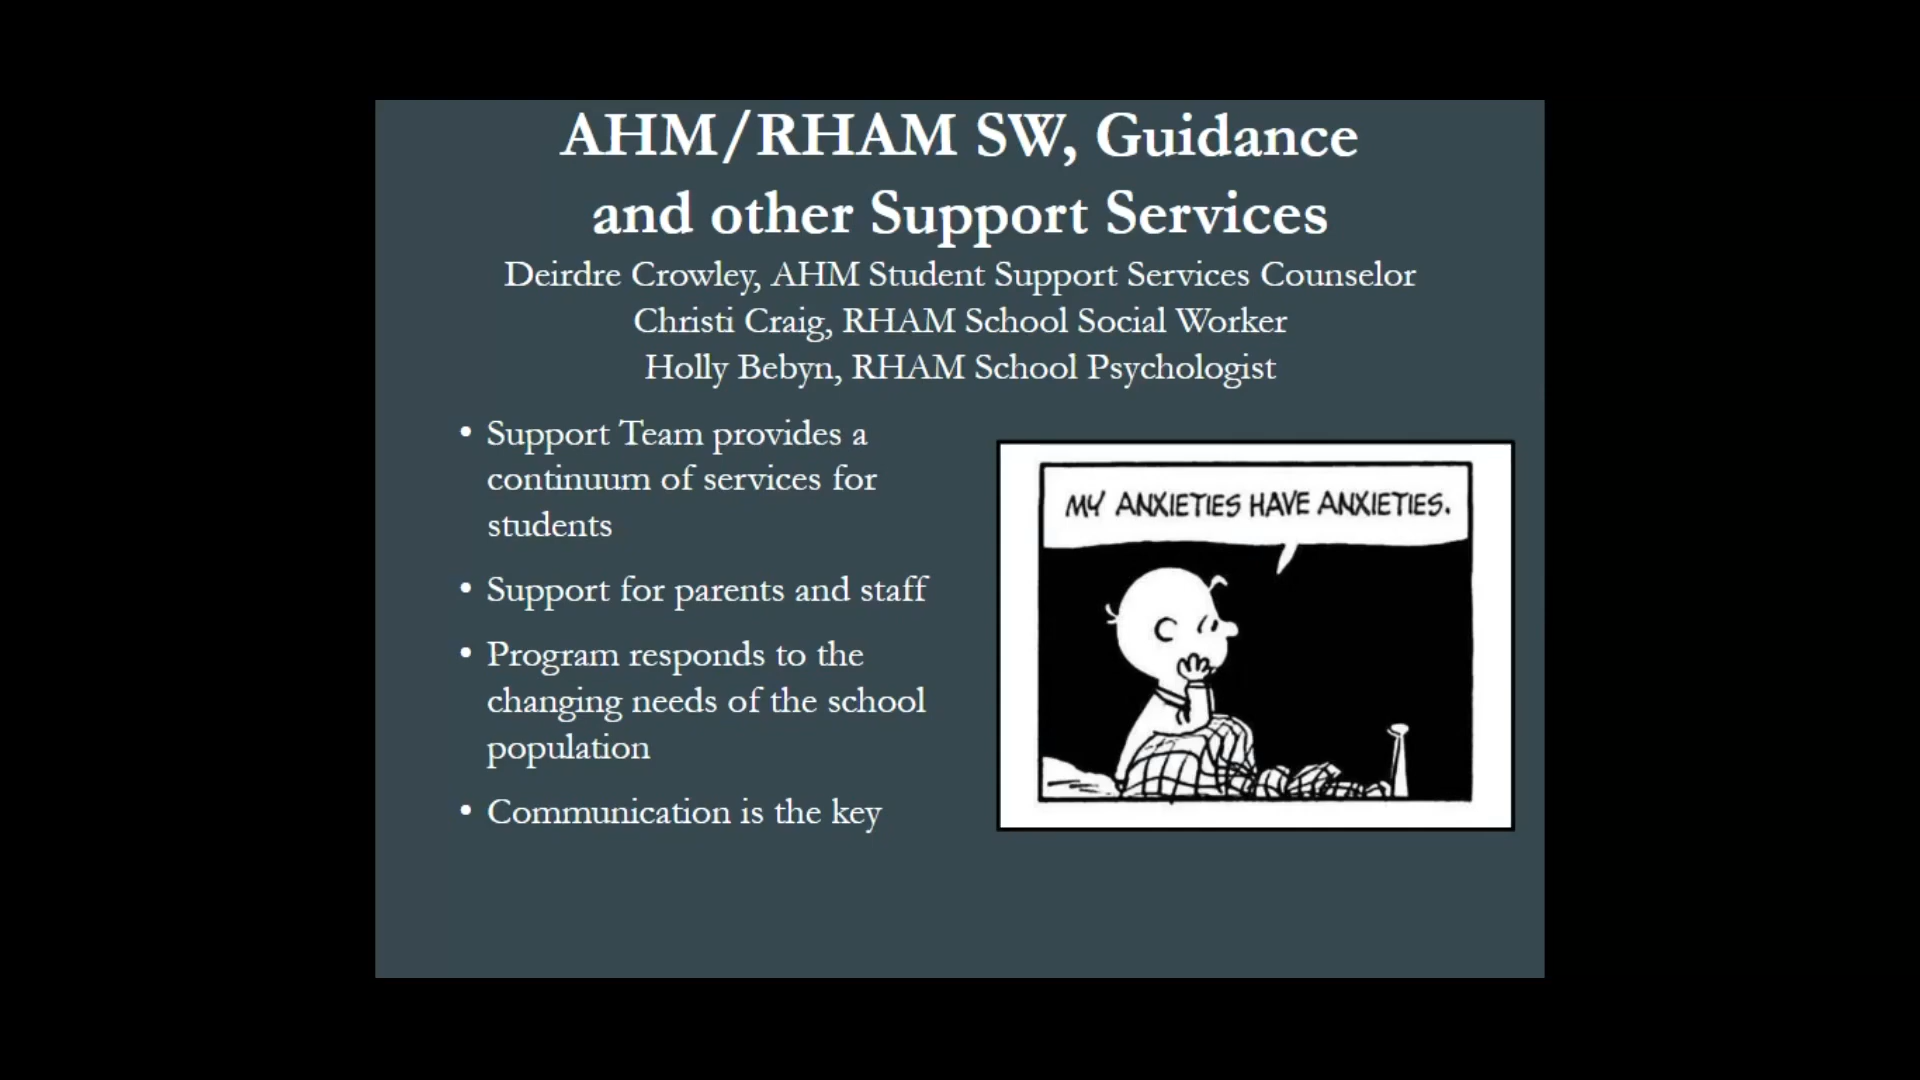 AHM/RHAM SW, Guidance
and other Support Services
Deirdre Crowley, AHM Student Support Services Counselor
Christi Craig, RHAM School Social Worker
Holly Bebyn, RHAM School Psychologist
• Support Team provides a
continuum of services for
students
• Support for parents and staff
• Program responds to the
changing needs of the school
population
• Communication is the key
MY ANXIETIES HAVE ANXIETIES.